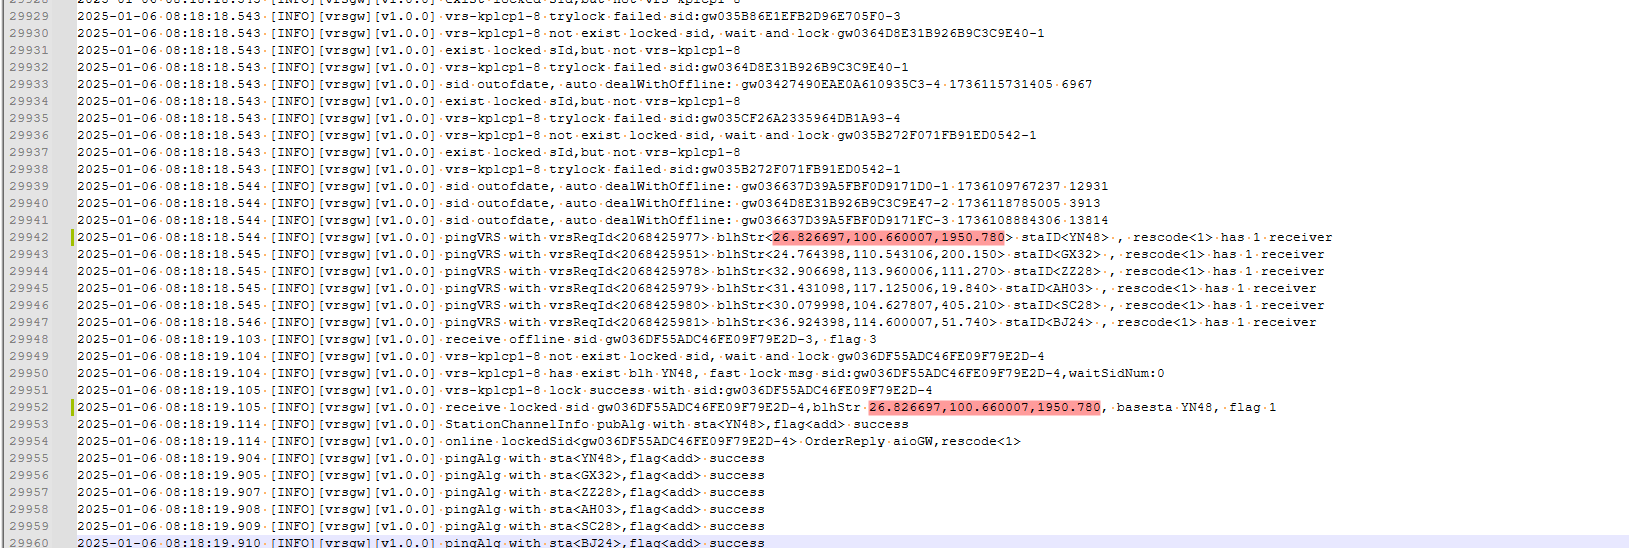 29929 2025-01-06 08:18:18.543 [INFO][vrsgw][v1.0.0] vrs-kplcp1-8 trylock failed sid:gw035B86E1EFB2D96E705F0-3
29930 2025-01-06 08:18:18.543 [INFO][vrsgw][v1.0.0] vrs-kplcp1-8 not exist locked sid, wait and lock gw0364D8E31B926B9C3C9E40-1
29931 2025-01-06 08:18:18.543 [INFO][vrsgw][v1.0.0] exist locked sId,but not vrs-kplcp1-8
29932 2025-01-06 08:18:18.543 [INFO][vrsgw][v1.0.0] vrs-kplcp1-8 trylock failed sid:gw0364D8E31B926B9C3C9E40-1
29933 2025-01-06 08:18:18.543 [INFO][vrsgw][v1.0.0] sid outofdate, auto dealWithOffline: gw03427490EAE0A610935C3-4 1736115731405 6967
29934 2025-01-06 08:18:18.543 [INFO][vrsgw][v1.0.0] exist locked sId,but not vrs-kplcp1-8
29935 2025-01-06 08:18:18.543 [INFO][vrsgw][v1.0.0] vrs-kplcp1-8 trylock failed sid:gw035CF26A2335964DB1A93-4
29936 2025-01-06 08:18:18.543 [INFO][vrsgw][v1.0.0] vrs-kplcp1-8 not exist locked sid, wait and lock gw035B272F071FB91ED0542-1
29937 2025-01-06 08:18:18.543 [INFO][vrsgw][v1.0.0] exist locked sId,but not vrs-kplcp1-8
29938 2025-01-06 08:18:18.543 [INFO][vrsgw][v1.0.0] vrs-kplcp1-8 trylock failed sid:gw035B272F071FB91ED0542-1
29939 2025-01-06 08:18:18.544 [INFO][vrsgw][v1.0.0] sid outofdate, auto dealWithOffline: gw036637D39A5FBF0D9171D0-1 1736109767237 12931
29940 2025-01-06 08:18:18.544 [INFO][vrsgw][v1.0.0] sid outofdate, auto dealWithOffline: gw0364D8E31B926B9C3C9E47-2 1736118785005 3913
29941 2025-01-06 08:18:18.544 [INFO][vrsgw][v1.0.0] sid outofdate, auto dealWithOffline: gw036637D39A5FBF0D9171FC-3 1736108884306 13814
29942 2025-01-06 08:18:18.544 [INFO][vrsgw][v1.0.0] pingVRS with vrsReqId<2068425977> blhStr<26.826697,100.660007,1950.780> staID<YN48> , rescode<1> has 1 receiver
29943 2025-01-06 08:18:18.545 [INFO][vrsgw][v1.0.0] pingVRS with vrsReqId<2068425951> blhStr<24.764398,110.543106,200.150> staID<GX32> , rescode<1> has 1 receiver
29944 2025-01-06 08:18:18.545 [INFO][vrsgw][v1.0.0] pingVRS with vrsReqId<2068425978> blhStr<32.906698,113.960006,111.270> staID<ZZ28> , rescode<1> has 1 receiver
29945 2025-01-06 08:18:18.545 [INFO][vrsgw][v1.0.0] pingVRS with vrsReqId<2068425979> blhStr<31.431098,117.125006,19.840> staID<AH03> , rescode<1> has 1 receiver
29946 2025-01-06 08:18:18.545 [INFO][vrsgw][v1.0.0] pingVRS with vrsReqId<2068425980> blhStr<30.079998,104.627807,405.210> staID<SC28> , rescode<1> has 1 receiver
29947 2025-01-06 08:18:18.546 [INFO][vrsgw][v1.0.0] pingVRS with vrsReqId<2068425981> blhStr<36.924398,114.600007,51.740> staID<BJ24> , rescode<1> has 1 receiver
29948 2025-01-06 08:18:19.103 [INFO][vrsgw][v1.0.0] receive offline sid gw036DF55ADC46FE09F79E2D-3, flag 3
29949 2025-01-06 08:18:19.104 [INFO][vrsgw][v1.0.0] vrs-kplcp1-8 not exist locked sid, wait and lock gw036DF55ADC46FE09F79E2D-4
29950 2025-01-06 08:18:19.104 [INFO][vrsgw][v1.0.0] vrs-kplcp1-8 has exist blh YN48, fast lock msg sid:gw036DF55ADC46FE09F79E2D-4,waitSidNum:0
29951 2025-01-06 08:18:19.105 [INFO][vrsgw][v1.0.0] vrs-kplcp1-8 lock success with sid:gw036DF55ADC46FE09F79E2D-4
29952 2025-01-06 08:18:19.105 [INFO][vrsgw][v1.0.0] receive locked sid gw036DF55ADC46FE09F79E2D-4,blhStr 26.826697,100.660007,1950.780, basesta YN48, flag 1
29953 2025-01-06 08:18:19.114 [INFO][vrsgw][v1.0.0] StationChannelInfo pubAlg with sta<YN48>,flag<add> success
29954 2025-01-06 08:18:19.114 [INFO][vrsgw][v1.0.0] online lockedSid<gw036DF55ADC46FE09F79E2D-4> OrderReply aioGW,rescode<1>
29955 2025-01-06 08:18:19.904 [INFO][vrsgw][v1.0.0] pingAlg with sta<YN48>,flag<add> success
29956 2025-01-06 08:18:19.905 [INFO][vrsgw][v1.0.0] pingAlg with sta<GX32>,flag<add> success
29957 2025-01-06 08:18:19.907 [INFO][vrsgw][v1.0.0] pingAlg with sta<ZZ28>,flag<add> success
29958 2025-01-06 08:18:19.908 [INFO][vrsgw][v1.0.0] pingAlg with sta<AH03>,flag<add> success
29959 2025-01-06 08:18:19.909 [INFO][vrsgw][v1.0.0] pingAlg with sta<SC28>,flag<add> success
29960 2025-01-06 08:18:19.910 [INFO][vrsgw][v1.0.0] pingAlg with sta<BJ24>,flag<add> success